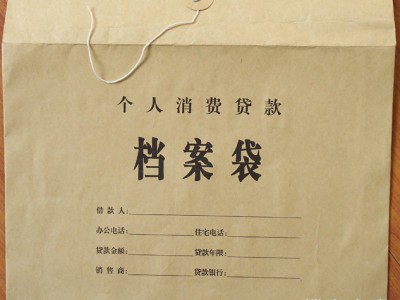 个人消费贷款
档案袋
借款人：
办公电话： 住宅电话：
贷款金额： 贷款年限：
销售商： 贷款银行：